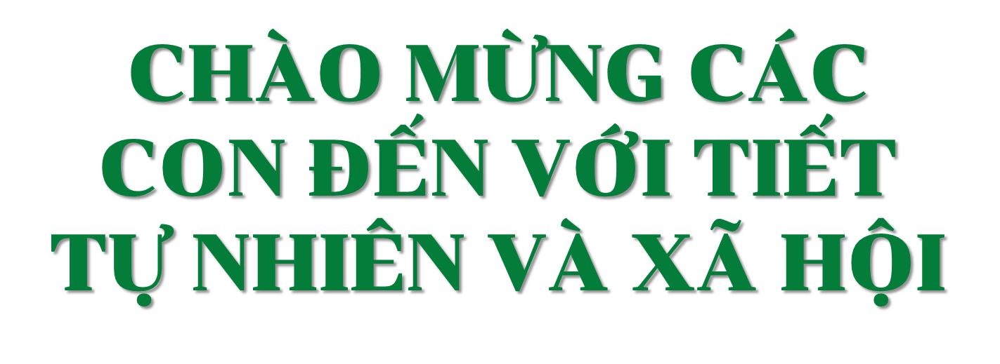 CHÀO MỪNG CÁC
CON ĐẾN VỚI TIẾT
TỰ NHIÊN VÀ XÃ HỘI